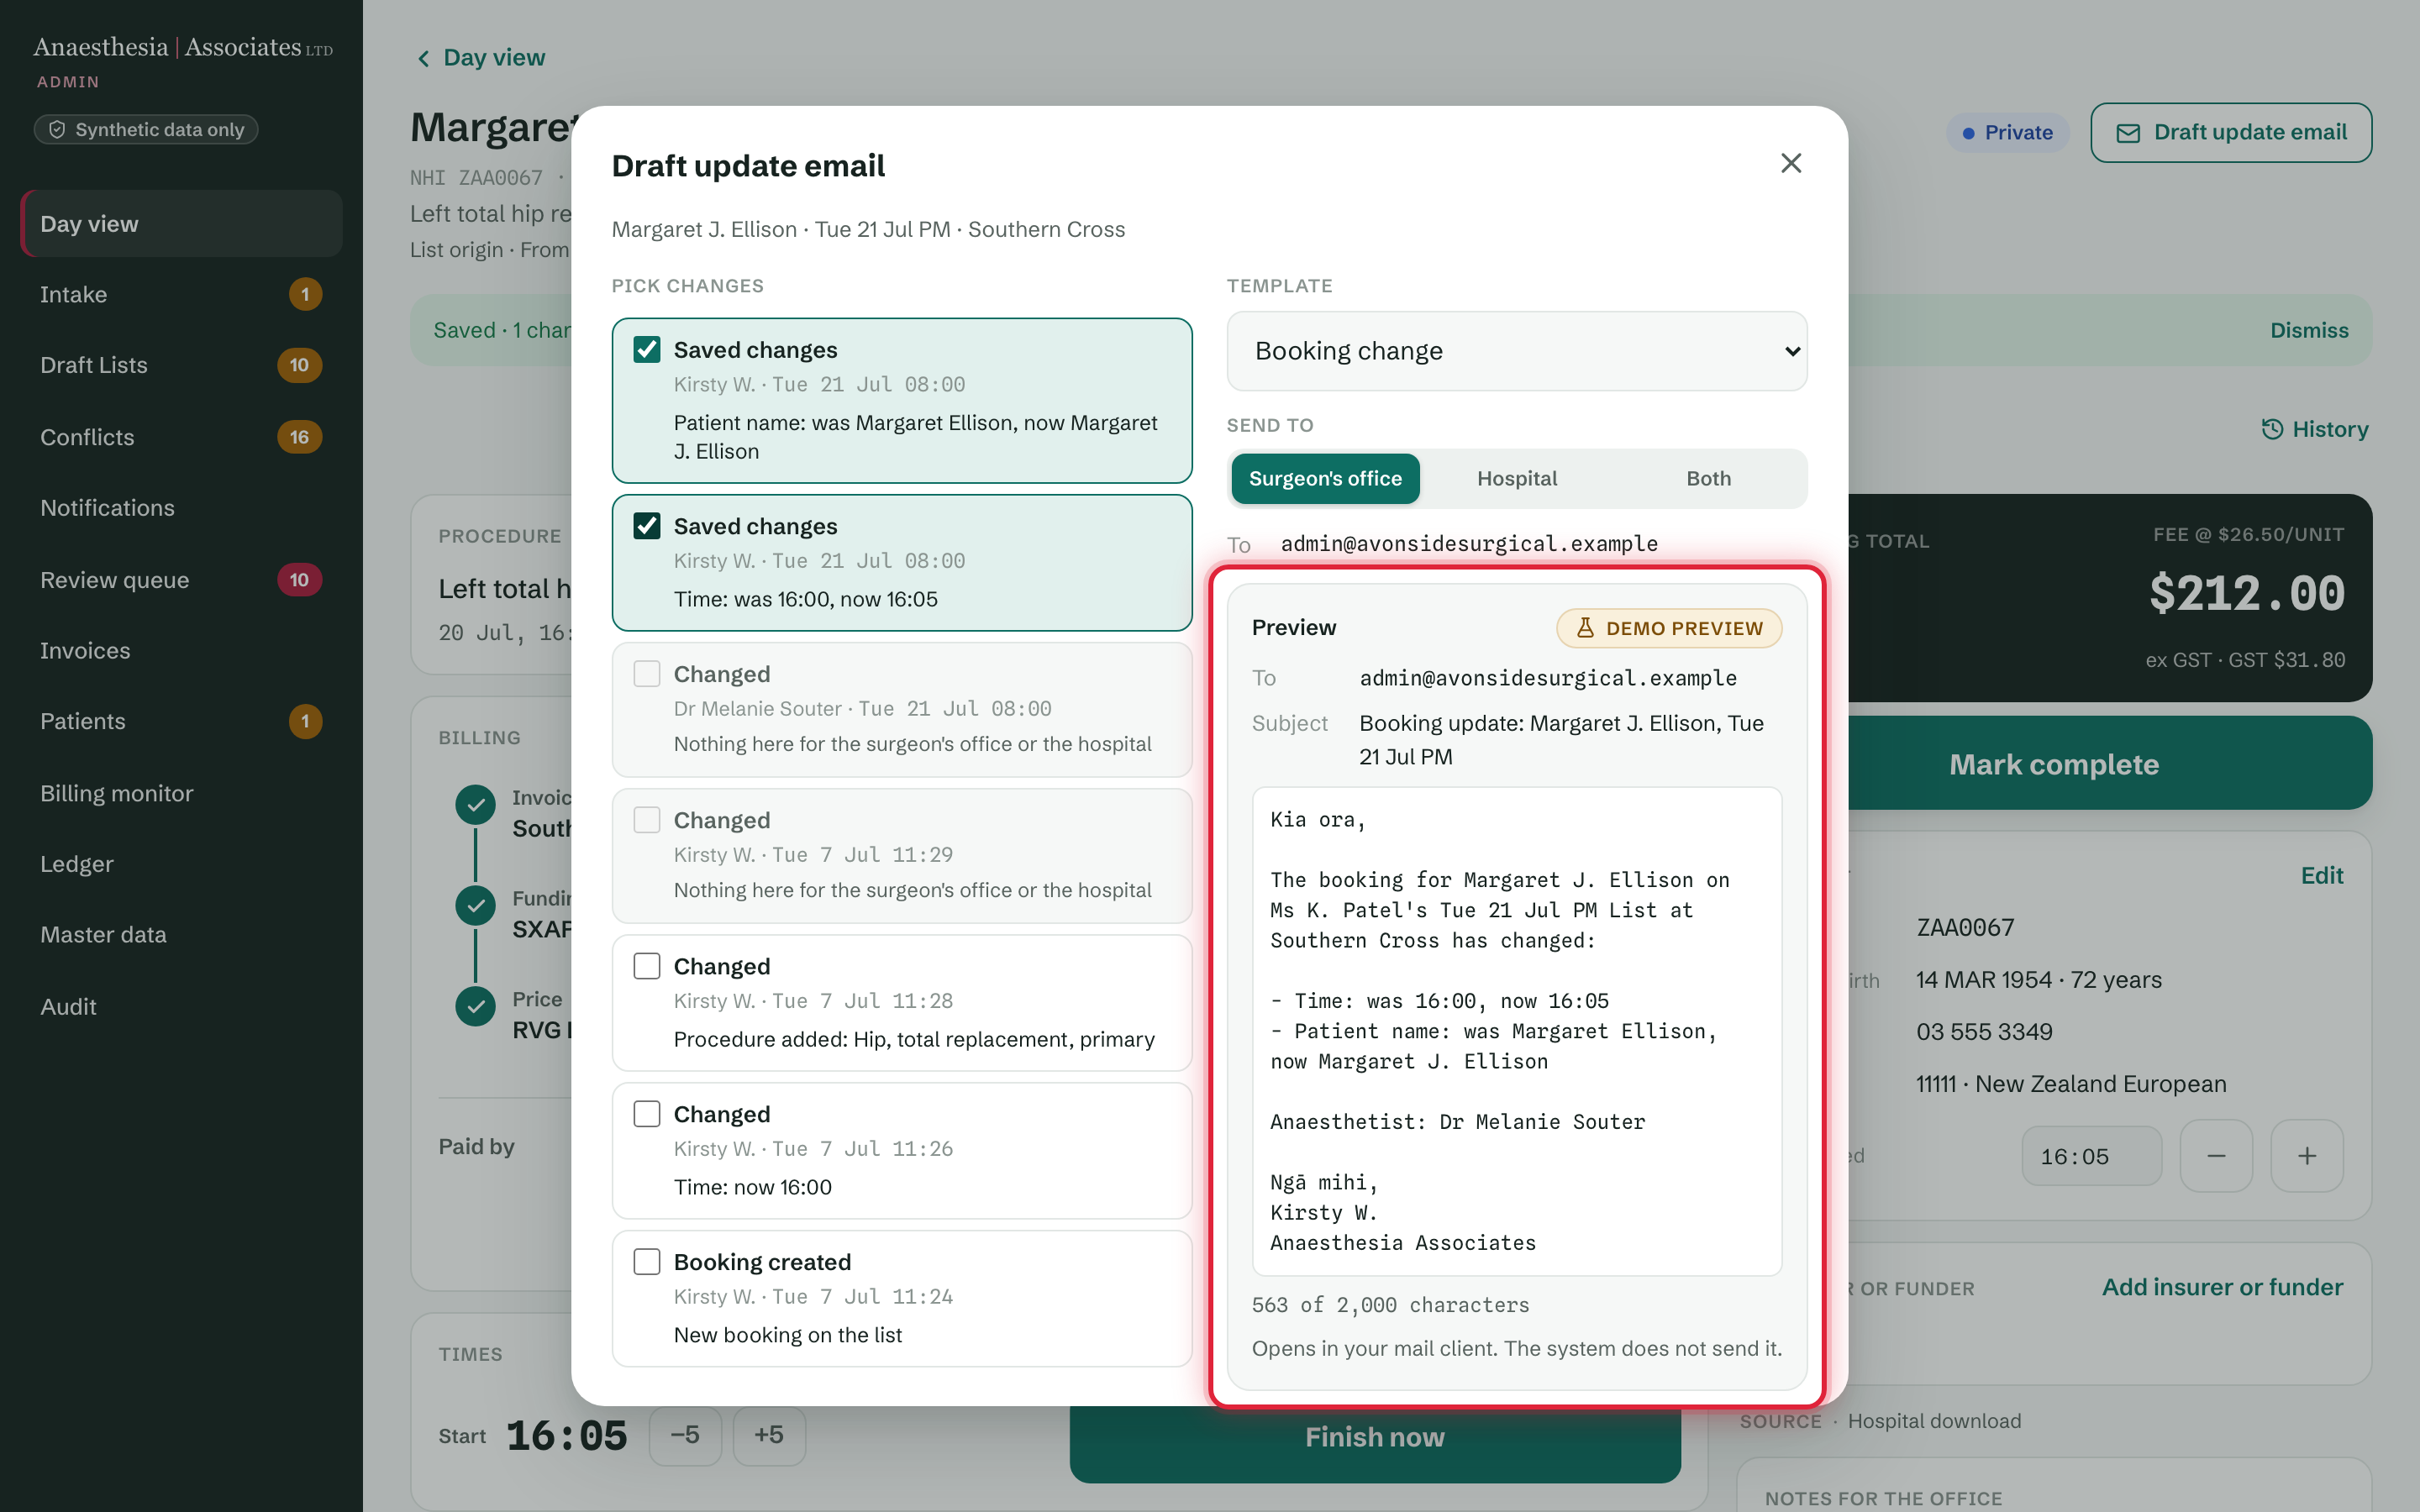 Anaesthesia | Associates LTD
ADMIN
Synthetic data only
Day view
Intake 1
Draft Lists 10
Conflicts 16
Notifications
Review queue 10
Invoices
Patients 1
Billing monitor
Ledger
Master data
Audit
Day view
Margaret
NHI ZAA0067 ·
Left total hip re
List origin · From
Private
Draft update email
Saved · 1 char
Dismiss
History
PROCEDURE
Left total h
20 Jul, 16:
BILLING
Invoic
South
Fundin
SXAP
Price
RVG
Paid by
TIMES
Start 16:05 −5 +5
Finish now
Draft update email
Margaret J. Ellison · Tue 21 Jul PM · Southern Cross
PICK CHANGES
Saved changes
Kirsty W. · Tue 21 Jul 08:00
Patient name: was Margaret Ellison, now Margaret
J. Ellison
Saved changes
Kirsty W. · Tue 21 Jul 08:00
Time: was 16:00, now 16:05
Changed
Dr Melanie Souter · Tue 21 Jul 08:00
Nothing here for the surgeon's office or the hospital
Changed
Kirsty W. · Tue 7 Jul 11:29
Nothing here for the surgeon's office or the hospital
Changed
Kirsty W. · Tue 7 Jul 11:28
Procedure added: Hip, total replacement, primary
Changed
Kirsty W. · Tue 7 Jul 11:26
Time: now 16:00
Booking created
Kirsty W. · Tue 7 Jul 11:24
New booking on the list
TEMPLATE
Booking change
SEND TO
Surgeon's office Hospital Both
To admin@avonsidesurgical.example
Preview DEMO PREVIEW
To admin@avonsidesurgical.example
Subject Booking update: Margaret J. Ellison, Tue
21 Jul PM
Kia ora,
The booking for Margaret J. Ellison on
Ms K. Patel's Tue 21 Jul PM List at
Southern Cross has changed:
- Time: was 16:00, now 16:05
- Patient name: was Margaret Ellison,
now Margaret J. Ellison
Anaesthetist: Dr Melanie Souter
Ngā mihi,
Kirsty W.
Anaesthesia Associates
563 of 2,000 characters
Opens in your mail client. The system does not send it.
G TOTAL
FEE @ $26.50/UNIT
$212.00
ex GST · GST $31.80
Mark complete
Edit
ZAA0067
irth 14 MAR 1954 · 72 years
03 555 3349
11111 · New Zealand European
ed 16:05 − +
R OR FUNDER Add insurer or funder
SOURCE · Hospital download
NOTES FOR THE OFFICE